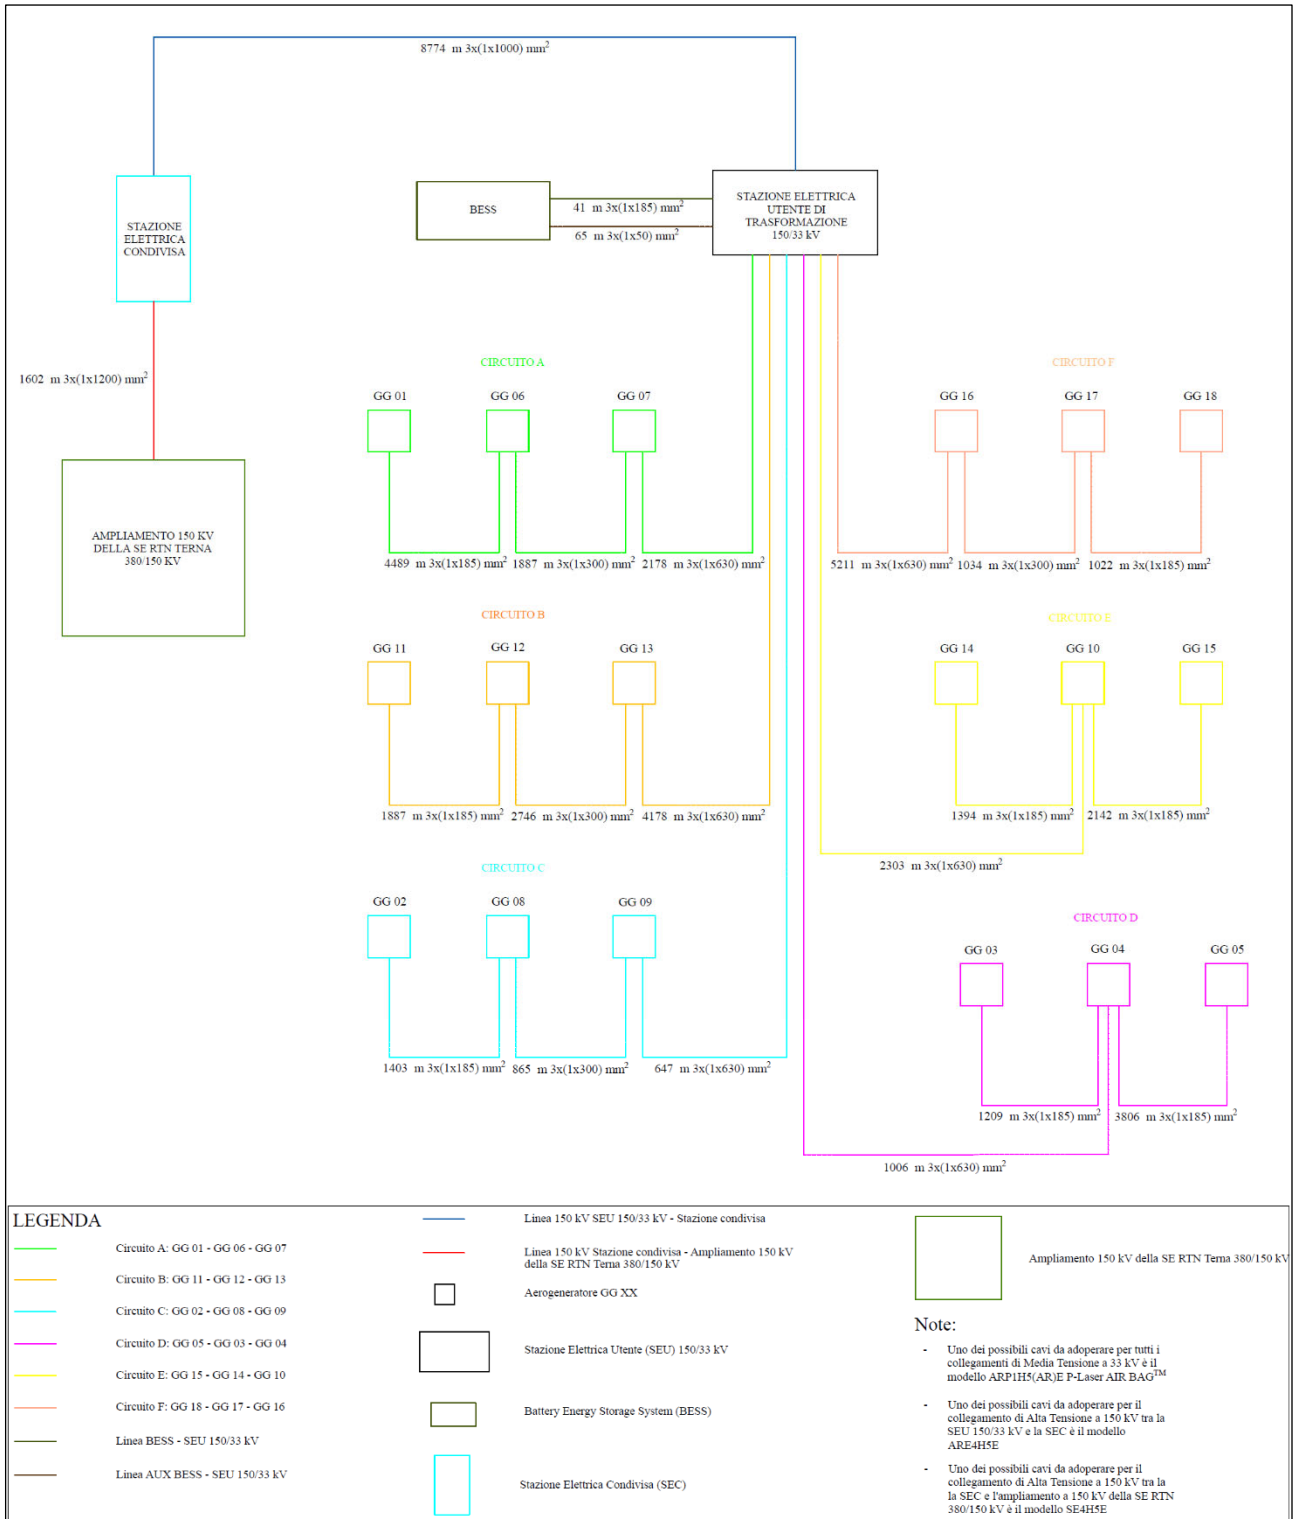 8774 m 3x(1x1000) mm²
STAZIONE
ELETTRICA
CONDIVISA
BESS
41 m 3x(1x185) mm²
65 m 3x(1x50) mm²
STAZIONE ELETTRICA
UTENTE DI
TRASFORMAZIONE
150/33 kV
1602 m 3x(1x1200) mm²
AMPLIAMENTO 150 KV
DELLA SE RTN TERNA
380/150 KV
CIRCUITO A
GG 01
GG 06
GG 07
4489 m 3x(1x185) mm²
1887 m 3x(1x300) mm²
2178 m 3x(1x630) mm²
CIRCUITO F
GG 16
GG 17
GG 18
5211 m 3x(1x630) mm²
1034 m 3x(1x300) mm²
1022 m 3x(1x185) mm²
CIRCUITO B
GG 11
GG 12
GG 13
1887 m 3x(1x185) mm²
2746 m 3x(1x300) mm²
4178 m 3x(1x630) mm²
CIRCUITO E
GG 14
GG 10
GG 15
1394 m 3x(1x185) mm²
2142 m 3x(1x185) mm²
2303 m 3x(1x630) mm²
CIRCUITO C
GG 02
GG 08
GG 09
1403 m 3x(1x185) mm²
865 m 3x(1x300) mm²
647 m 3x(1x630) mm²
CIRCUITO D
GG 03
GG 04
GG 05
1209 m 3x(1x185) mm²
3806 m 3x(1x185) mm²
1006 m 3x(1x630) mm²
LEGENDA
Circuito A: GG 01 - GG 06 - GG 07
Circuito B: GG 11 - GG 12 - GG 13
Circuito C: GG 02 - GG 08 - GG 09
Circuito D: GG 05 - GG 03 - GG 04
Circuito E: GG 15 - GG 14 - GG 10
Circuito F: GG 18 - GG 17 - GG 16
Linea BESS - SEU 150/33 kV
Linea AUX BESS - SEU 150/33 kV
Linea 150 kV SEU 150/33 kV - Stazione condivisa
Linea 150 kV Stazione condivisa - Ampliamento 150 kV
della SE RTN Terna 380/150 kV
Aerogeneratore GG XX
Stazione Elettrica Utente (SEU) 150/33 kV
Battery Energy Storage System (BESS)
Stazione Elettrica Condivisa (SEC)
Ampliamento 150 kV della SE RTN Terna 380/150 kV
Note:
- Uno dei possibili cavi da adoperare per tutti i
collegamenti di Media Tensione a 33 kV è il
modello ARP1H5(AR)E P-Laser AIR BAG™
- Uno dei possibili cavi da adoperare per il
collegamento di Alta Tensione a 150 kV tra la
SEU 150/33 kV e la SEC è il modello
ARE4H5E
- Uno dei possibili cavi da adoperare per il
collegamento di Alta Tensione a 150 kV tra la
la SEC e l'ampliamento a 150 kV della SE RTN
380/150 kV è il modello SE4H5E